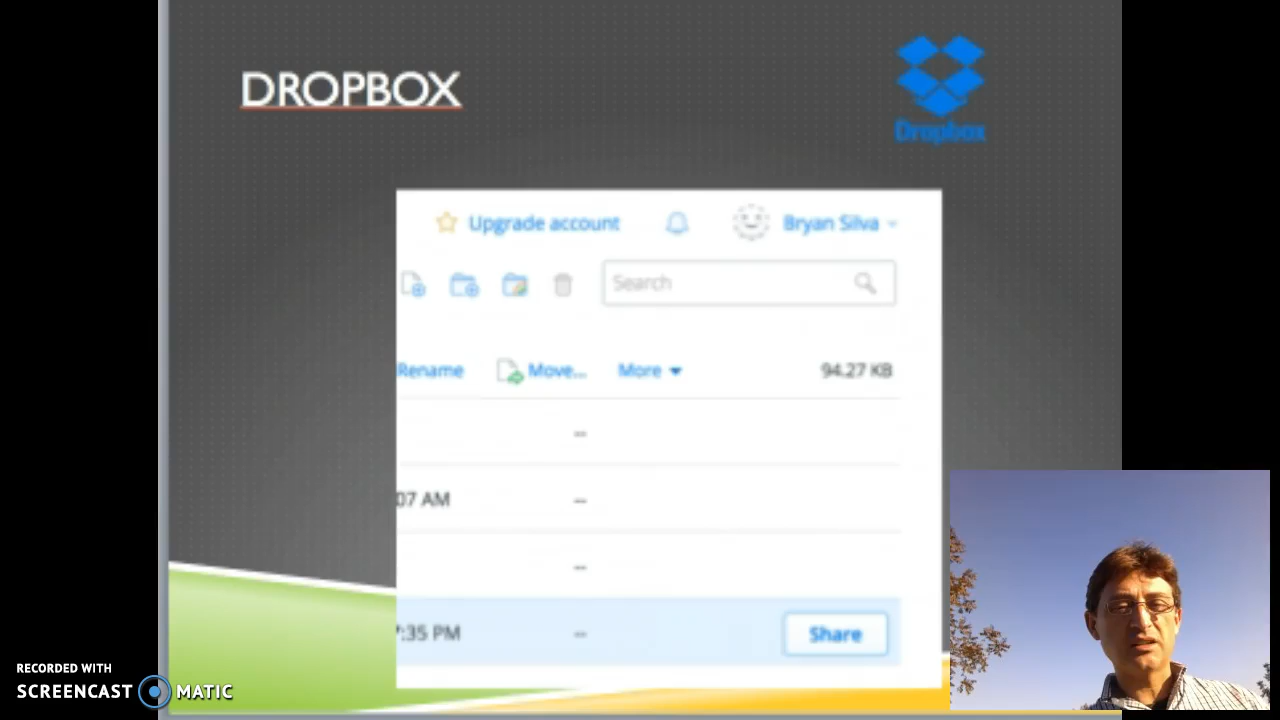 DROPBOX
Dropbox
Upgrade account Bryan Silva
Search
Rename Move... More 94.27 KB
--
07 AM --
--
7:35 PM -- Share
RECORDED WITH
SCREENCAST MATIC